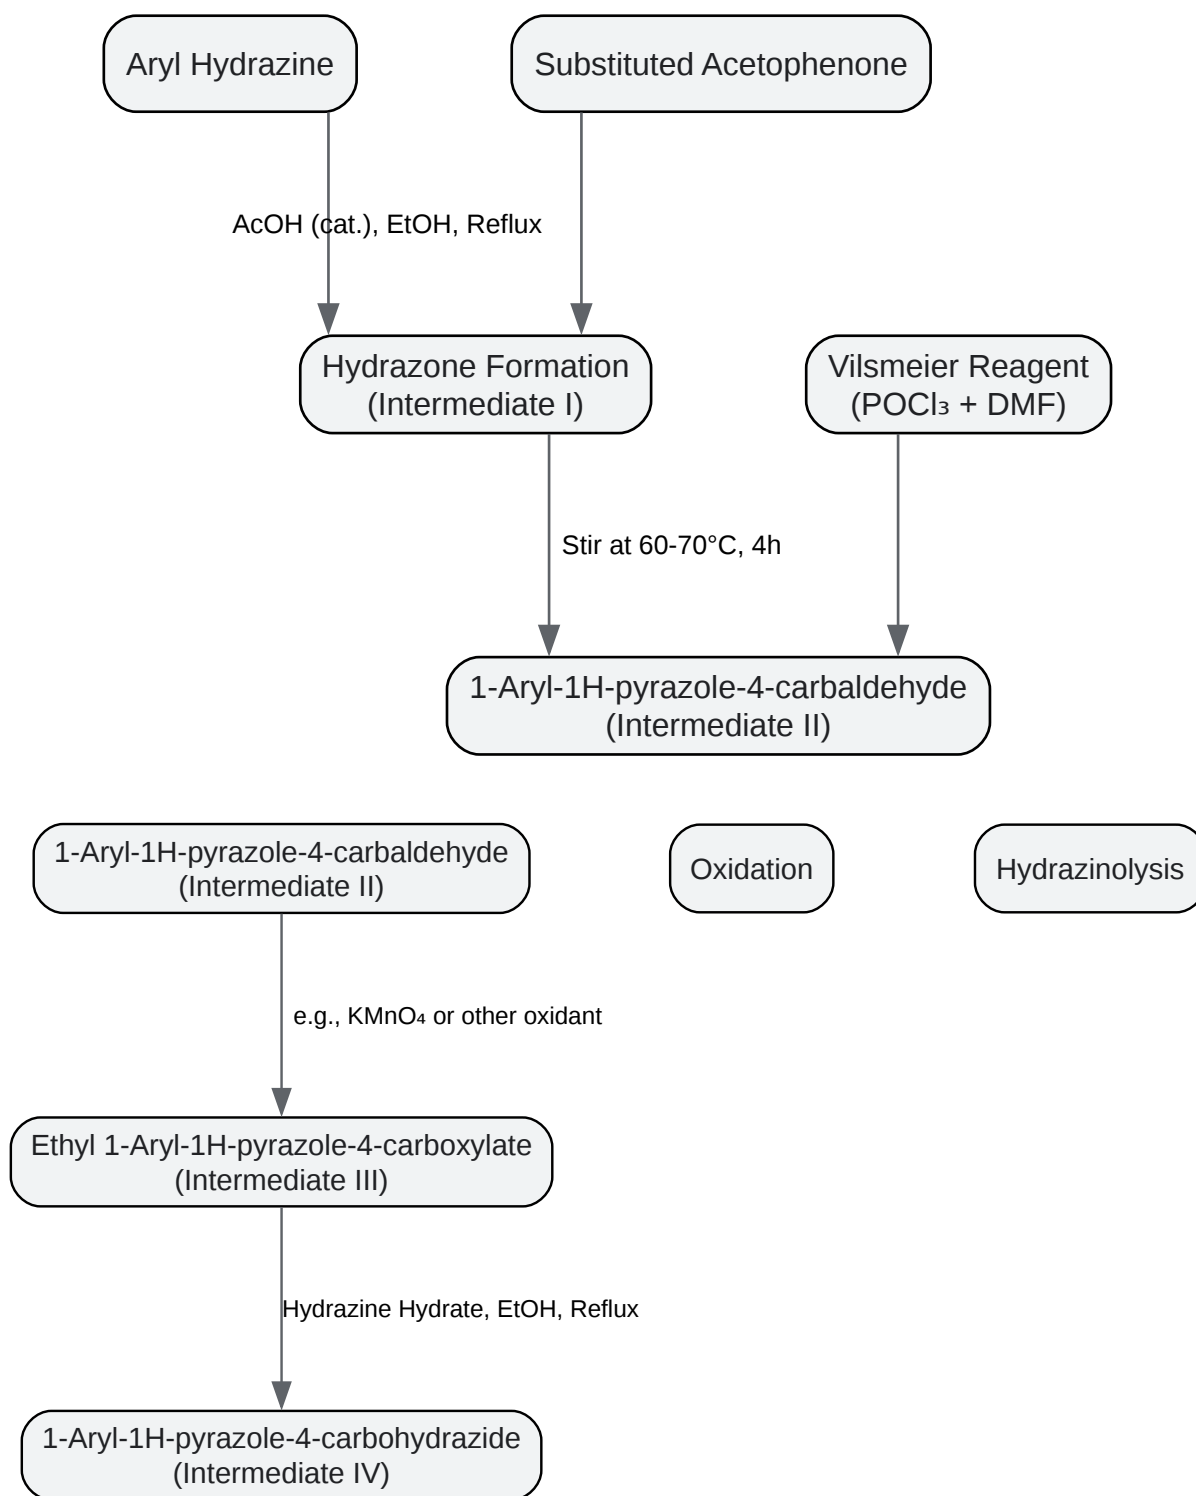 Aryl Hydrazine
Substituted Acetophenone
AcOH (cat.), EtOH, Reflux
Hydrazone Formation
(Intermediate I)
Vilsmeier Reagent
(POCl₃ + DMF)
Stir at 60-70°C, 4h
1-Aryl-1H-pyrazole-4-carbaldehyde
(Intermediate II)
1-Aryl-1H-pyrazole-4-carbaldehyde
(Intermediate II)
Oxidation
Hydrazinolysis
e.g., KMnO₄ or other oxidant
Ethyl 1-Aryl-1H-pyrazole-4-carboxylate
(Intermediate III)
Hydrazine Hydrate, EtOH, Reflux
1-Aryl-1H-pyrazole-4-carbohydrazide
(Intermediate IV)